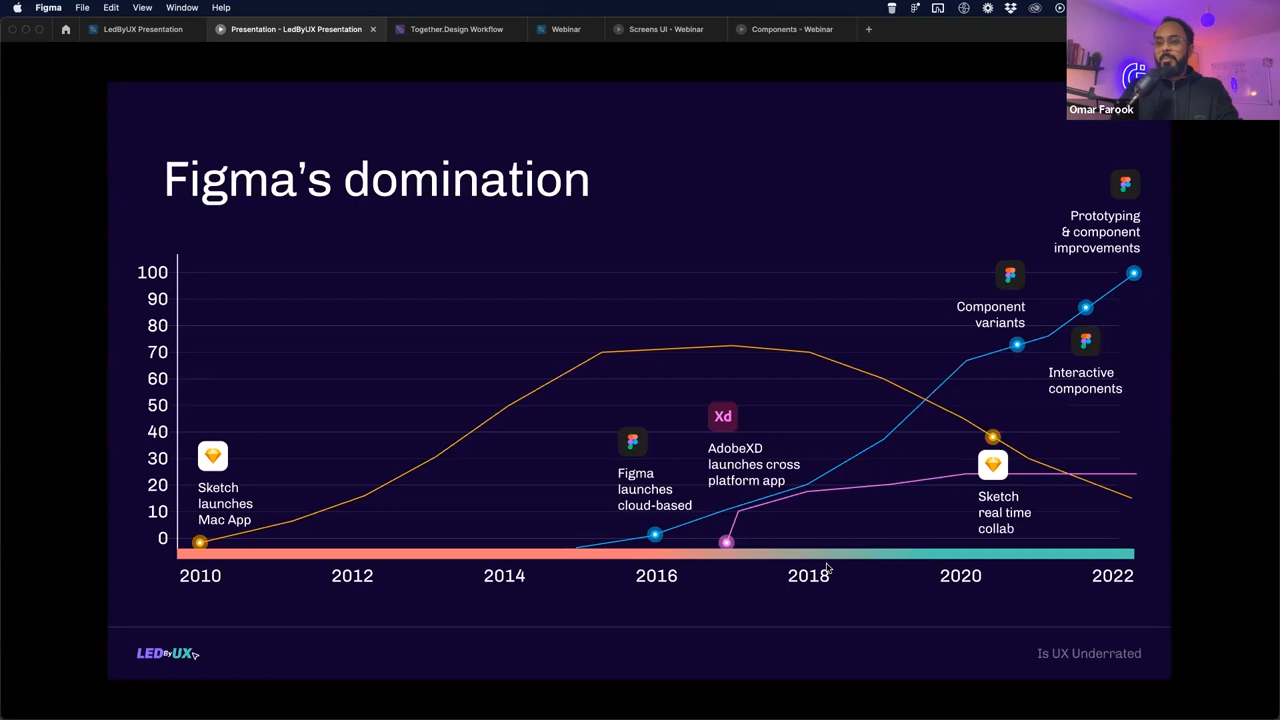 Figma File Edit View Window Help
LedByUX Presentation Presentation - LedByUX Presentation Together.Design Workflow Webinar Screens UI - Webinar Components - Webinar
Omar Farook
Figma's domination
Prototyping
& component
improvements
Component
variants
Interactive
components
100
90
80
70
60
50
40
30
20
10
0
Sketch
launches
Mac App
Figma
launches
cloud-based
Xd
AdobeXD
launches cross
platform app
Sketch
real time
collab
2010 2012 2014 2016 2018 2020 2022
LEDByUX
Is UX Underrated